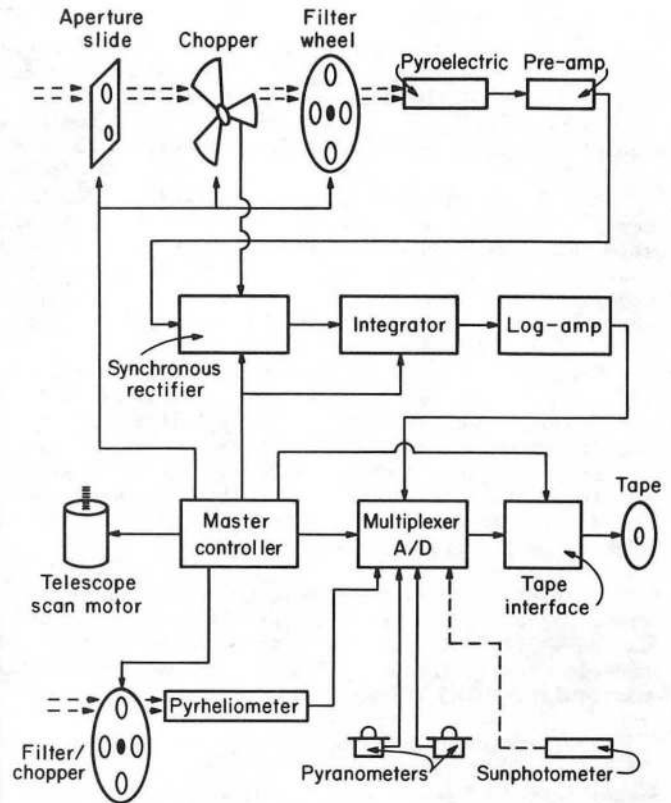 Aperture
slide
Chopper
Filter
wheel
Pyroelectric
Pre-amp
Synchronous
rectifier
Integrator
Log-amp
Telescope
scan motor
Master
controller
Multiplexer
A/D
Tape
interface
Tape
Filter/
chopper
Pyrheliometer
Pyranometers
Sunphotometer